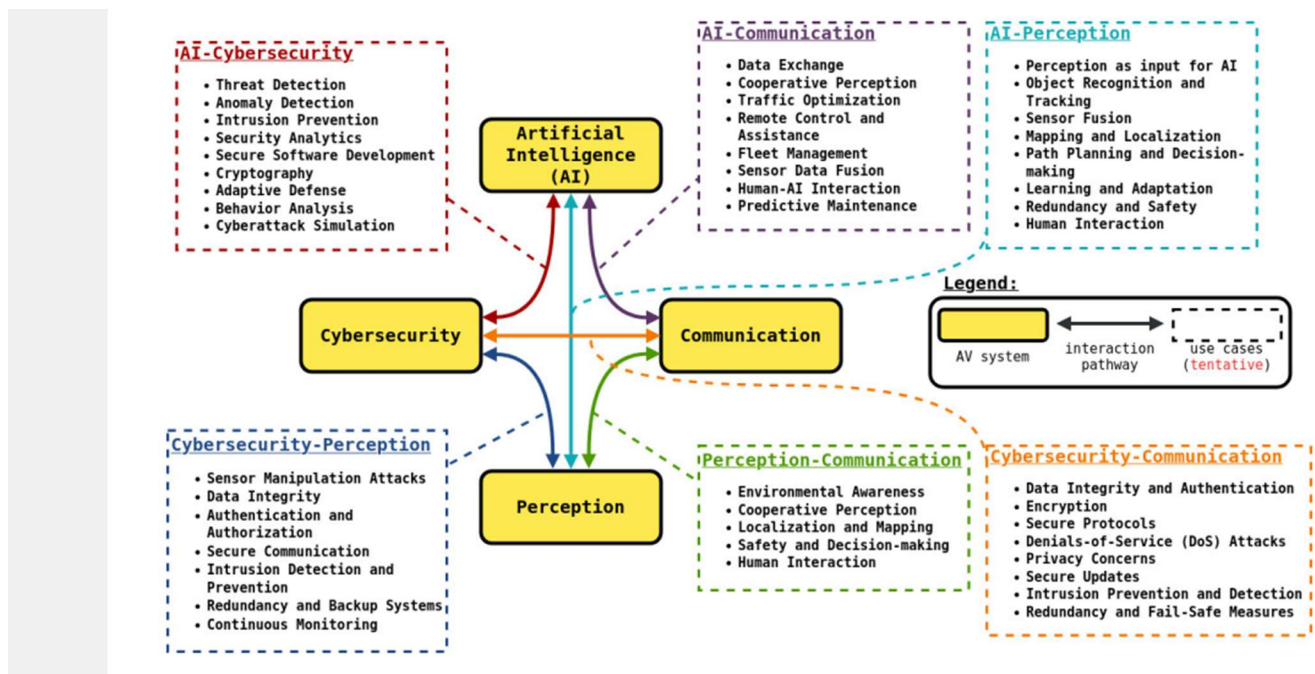 AI-Cybersecurity
• Threat Detection
• Anomaly Detection
• Intrusion Prevention
• Security Analytics
• Secure Software Development
• Cryptography
• Adaptive Defense
• Behavior Analysis
• Cyberattack Simulation
Artificial
Intelligence
(AI)
AI-Communication
• Data Exchange
• Cooperative Perception
• Traffic Optimization
• Remote Control and
Assistance
• Fleet Management
• Sensor Data Fusion
• Human-AI Interaction
• Predictive Maintenance
AI-Perception
• Perception as input for AI
• Object Recognition and
Tracking
• Sensor Fusion
• Mapping and Localization
• Path Planning and Decision-
making
• Learning and Adaptation
• Redundancy and Safety
• Human Interaction
Cybersecurity
Communication
Legend:
AV system
interaction
pathway
use cases
(tentative)
Cybersecurity-Perception
• Sensor Manipulation Attacks
• Data Integrity
• Authentication and
Authorization
• Secure Communication
• Intrusion Detection and
Prevention
• Redundancy and Backup Systems
• Continuous Monitoring
Perception
Perception-Communication
• Environmental Awareness
• Cooperative Perception
• Localization and Mapping
• Safety and Decision-making
• Human Interaction
Cybersecurity-Communication
• Data Integrity and Authentication
• Encryption
• Secure Protocols
• Denials-of-Service (DoS) Attacks
• Privacy Concerns
• Secure Updates
• Intrusion Prevention and Detection
• Redundancy and Fail-Safe Measures